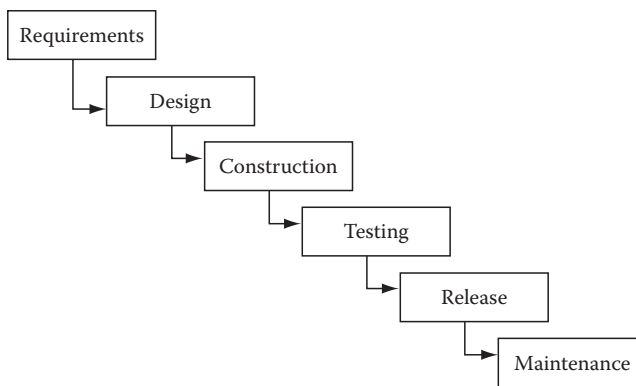 Requirements
Design
Construction
Testing
Release
Maintenance